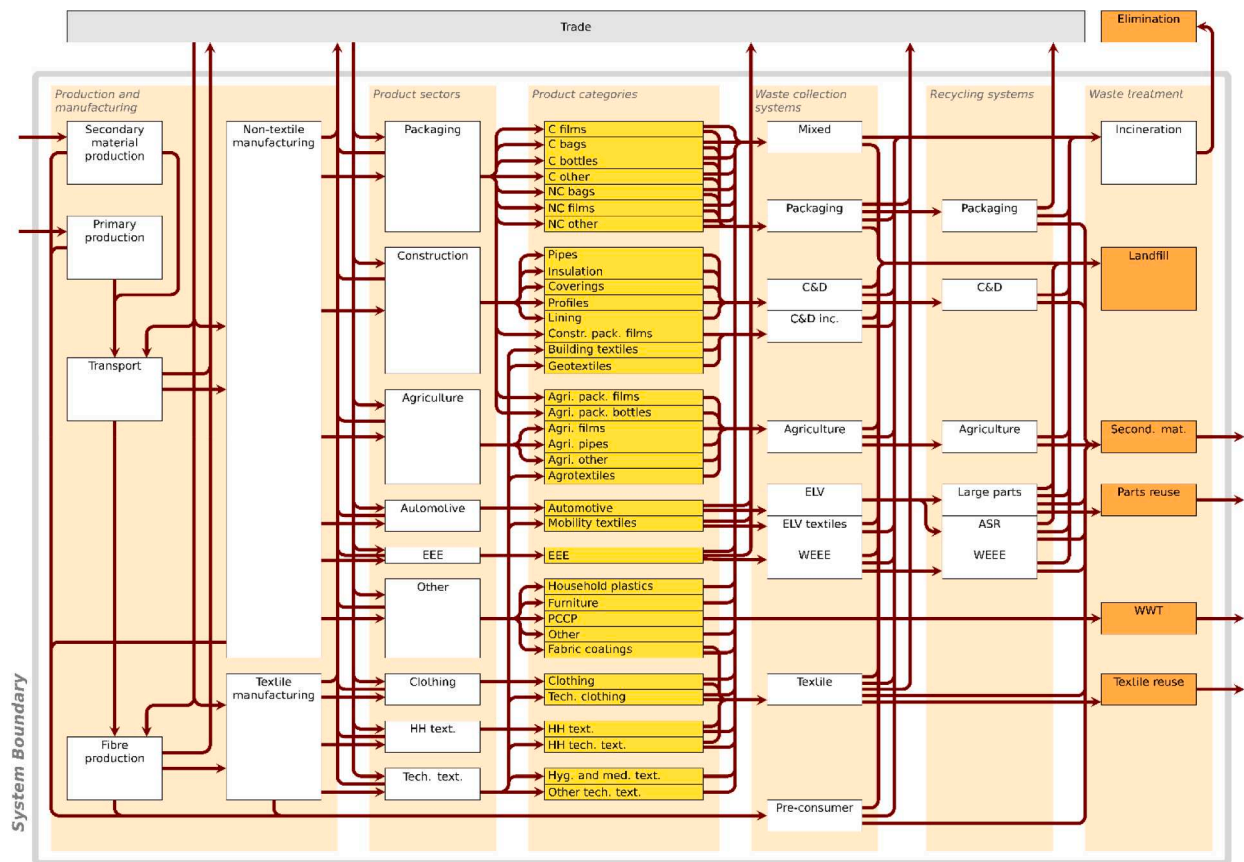 Trade
Elimination
Production and
manufacturing
Product sectors
Product categories
Waste collection
systems
Recycling systems
Waste treatment
Secondary
material
production
Primary
production
Transport
Fibre
production
Non-textile
manufacturing
Textlile
manufacturing
Packaging
Construction
Agriculture
Automotive
EEE
Other
Clothing
HH text.
Tech. text.
C films
C bags
C bottles
C other
NC bags
NC films
NC other
Pipes
Insulation
Coverings
Profiles
Lining
Constr. pack. films
Building textiles
Geotextiles
Agri. pack. films
Agri. pack. bottles
Agri. films
Agri. pipes
Agri. other
Agrotextiles
Automotive
Mobility textiles
EEE
Household plastics
Furniture
PCCP
Other
Fabric coatings
Clothing
Tech. clothing
HH text.
HH tech. text.
Hyg. and med. text.
Other tech. text.
Mixed
Packaging
C&D
C&D inc.
Agriculture
ELV
ELV textiles
WEEE
Textlile
Pre-consumer
Packaging
C&D
Agriculture
Large parts
ASR
WEEE
Incineration
Landfill
Second. mat.
Parts reuse
WWT
Textlile reuse
System Boundary